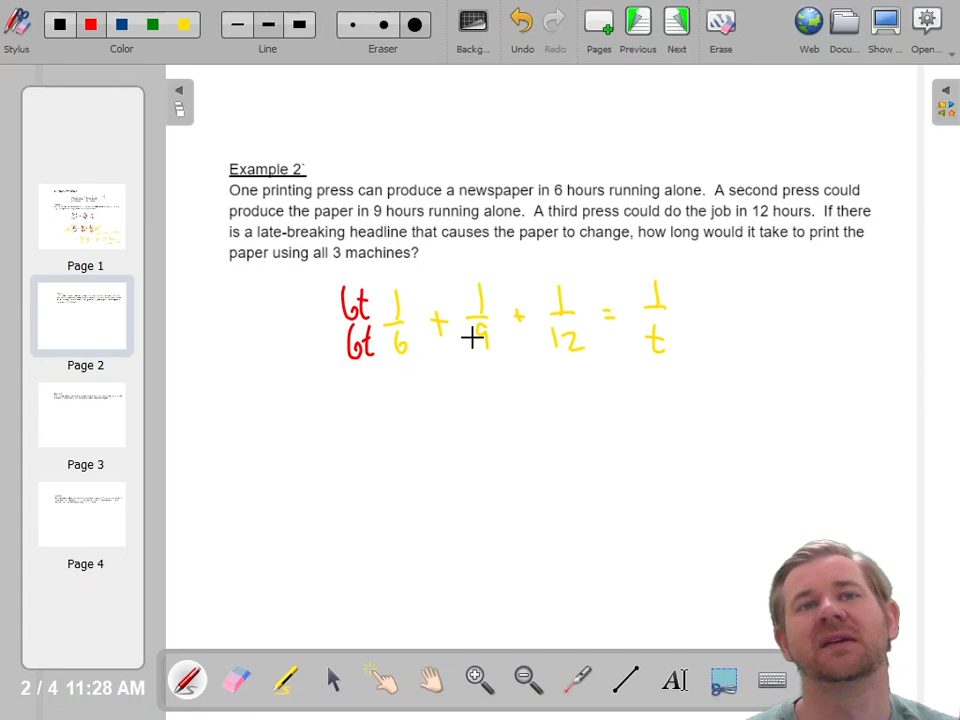 Stylus Color Line Eraser Backg... Undo Redo Pages Previous Next Erase Web Docu... Show ... Open...
Page 1
Page 2
Page 3
Page 4
Example 2`
One printing press can produce a newspaper in 6 hours running alone. A second press could
produce the paper in 9 hours running alone. A third press could do the job in 12 hours. If there
is a late-breaking headline that causes the paper to change, how long would it take to print the
paper using all 3 machines?
6t 1 1 1 1
+ + =
6t 6 9 12 t
2 / 4 11:28 AM
A